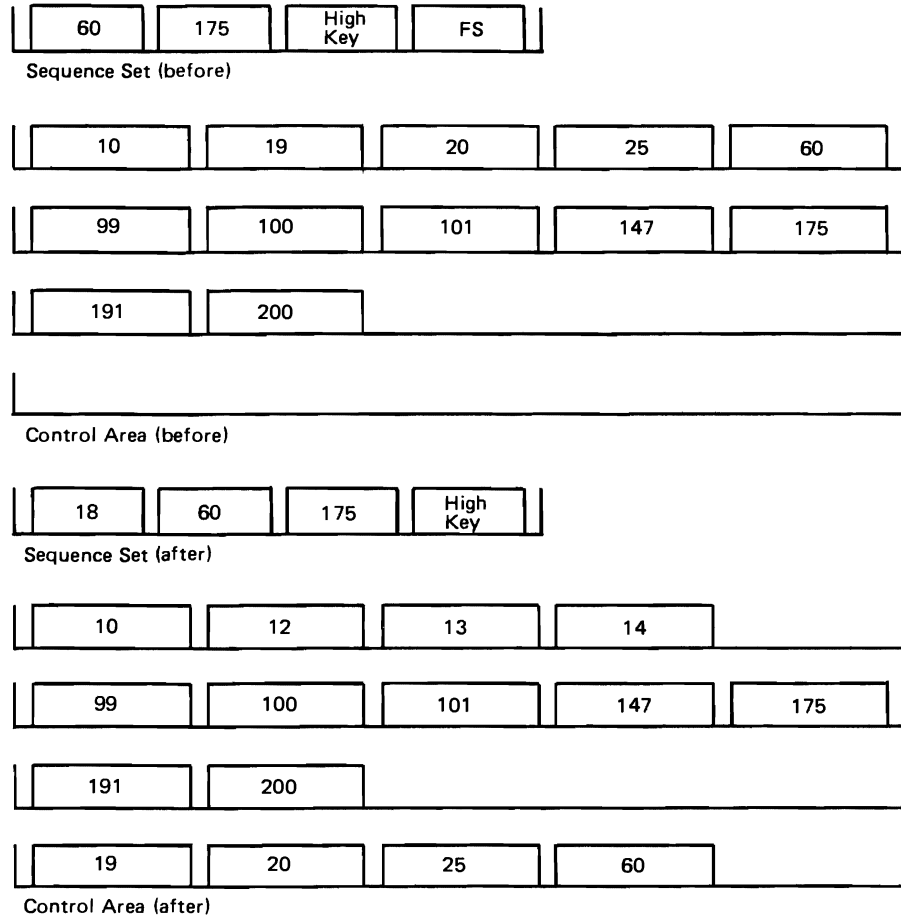 60 175 High Key FS
Sequence Set (before)
10 19 20 25 60
99 100 101 147 175
191 200
Control Area (before)
18 60 175 High Key
Sequence Set (after)
10 12 13 14
99 100 101 147 175
191 200
19 20 25 60
Control Area (after)